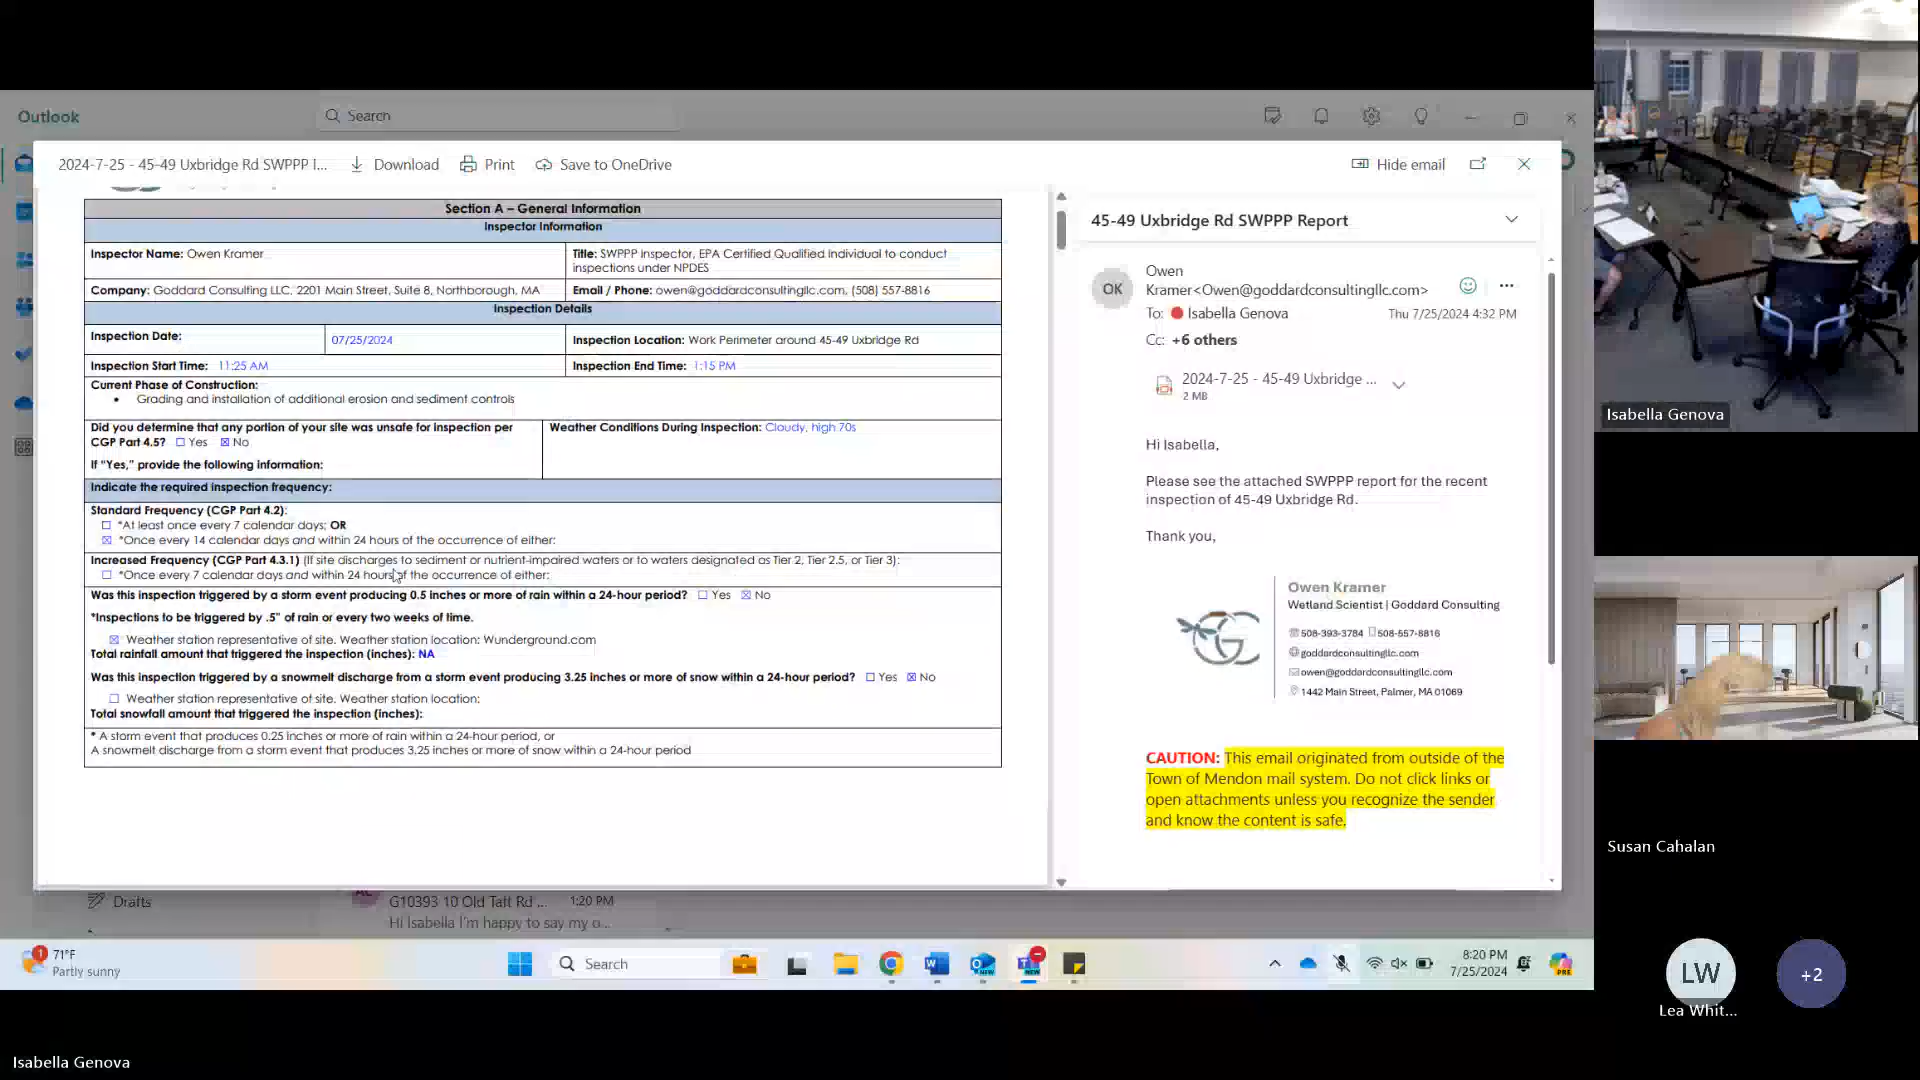 Outlook
Search
2024-7-25 - 45-49 Uxbridge Rd SWPPP I...
Download
Print
Save to OneDrive
Hide email
Section A – General Information
Inspector Information
Inspector Name: Owen Kramer
Title: SWPPP Inspector, EPA Certified Qualified Individual to conduct
inspections under NPDES
Company: Goddard Consulting LLC, 2201 Main Street, Suite 8, Northborough, MA
Email / Phone: owen@goddardconsultingllc.com, (508) 557-8816
Inspection Details
Inspection Date:
07/25/2024
Inspection Location: Work Perimeter around 45-49 Uxbridge Rd
Inspection Start Time: 11:25 AM
Inspection End Time: 1:15 PM
Current Phase of Construction:
• Grading and installation of additional erosion and sediment controls
Did you determine that any portion of your site was unsafe for inspection per
CGP Part 4.5? ☐ Yes ☒ No
If "Yes," provide the following information:
Weather Conditions During Inspection: Cloudy, high 70s
Indicate the required inspection frequency:
Standard Frequency (CGP Part 4.2):
☐ *At least once every 7 calendar days; OR
☒ *Once every 14 calendar days and within 24 hours of the occurrence of either:
Increased Frequency (CGP Part 4.3.1) (If site discharges to sediment or nutrient-impaired waters or to waters designated as Tier 2, Tier 2.5, or Tier 3):
☐ *Once every 7 calendar days and within 24 hours of the occurrence of either:
Was this inspection triggered by a storm event producing 0.5 inches or more of rain within a 24-hour period? ☐ Yes ☒ No
*Inspections to be triggered by .5" of rain or every two weeks of time.
☒ Weather station representative of site. Weather station location: Wunderground.com
Total rainfall amount that triggered the inspection (inches): NA
Was this inspection triggered by a snowmelt discharge from a storm event producing 3.25 inches or more of snow within a 24-hour period? ☐ Yes ☒ No
☐ Weather station representative of site. Weather station location:
Total snowfall amount that triggered the inspection (inches):
* A storm event that produces 0.25 inches or more of rain within a 24-hour period, or
A snowmelt discharge from a storm event that produces 3.25 inches or more of snow within a 24-hour period
45-49 Uxbridge Rd SWPPP Report
OK
Owen
Kramer<Owen@goddardconsultingllc.com>
To: Isabella Genova
Thu 7/25/2024 4:32 PM
Cc: +6 others
2024-7-25 - 45-49 Uxbridge ...
2 MB
Hi Isabella,
Please see the attached SWPPP report for the recent
inspection of 45-49 Uxbridge Rd.
Thank you,
Owen Kramer
Wetland Scientist | Goddard Consulting
508-393-3784 508-557-8816
goddardconsultingllc.com
owen@goddardconsultingllc.com
1442 Main Street, Palmer, MA 01069
CAUTION: This email originated from outside of the
Town of Mendon mail system. Do not click links or
open attachments unless you recognize the sender
and know the content is safe.
Drafts
G10393 10 Old Taft Rd ...
1:20 PM
Hi Isabella I'm happy to say my o...
1
71°F
Partly sunny
Search
8:20 PM
7/25/2024
Isabella Genova
Susan Cahalan
LW
Lea Whit...
+2
Isabella Genova